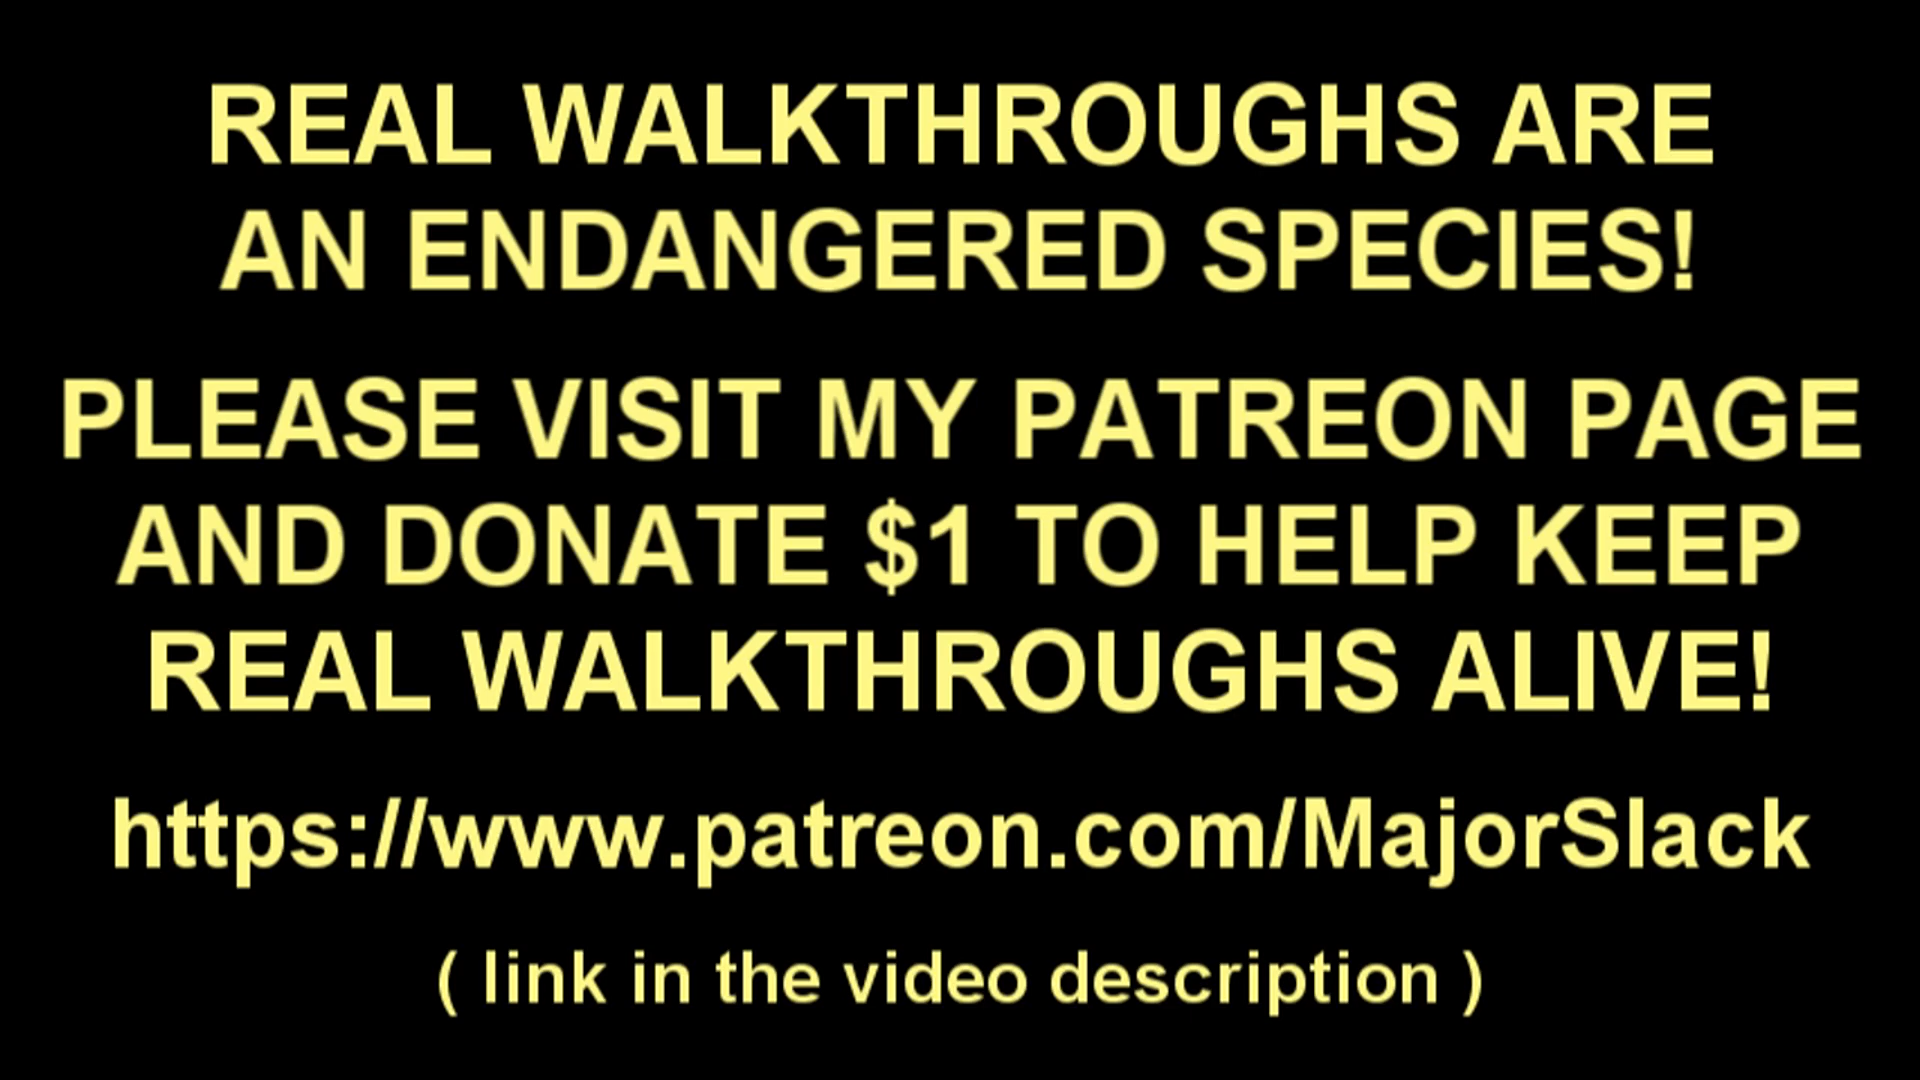 REAL WALKTHROUGHS ARE
AN ENDANGERED SPECIES!
PLEASE VISIT MY PATREON PAGE
AND DONATE $1 TO HELP KEEP
REAL WALKTHROUGHS ALIVE!
https://www.patreon.com/MajorSlack
( link in the video description )